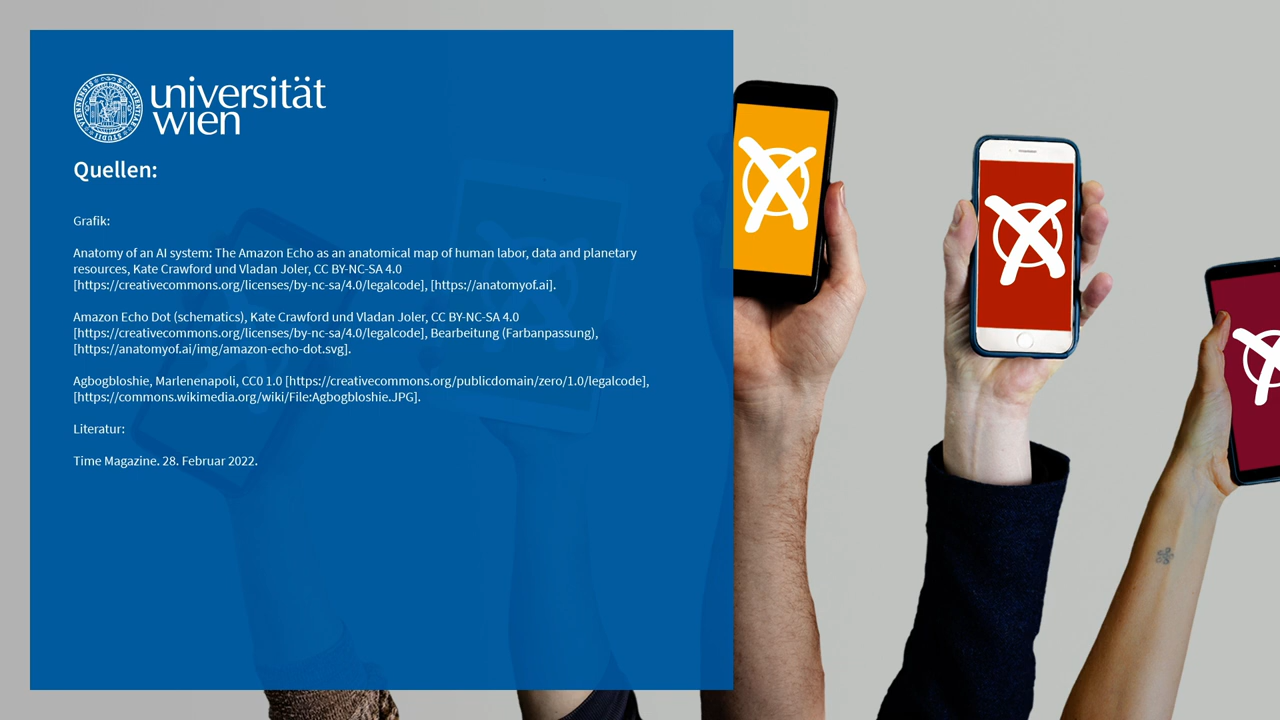 universität
wien
Quellen:
Grafik:
Anatomy of an AI system: The Amazon Echo as an anatomical map of human labor, data and planetary
resources, Kate Crawford und Vladan Joler, CC BY-NC-SA 4.0
[https://creativecommons.org/licenses/by-nc-sa/4.0/legalcode], [https://anatomyof.ai].
Amazon Echo Dot (schematics), Kate Crawford und Vladan Joler, CC BY-NC-SA 4.0
[https://creativecommons.org/licenses/by-nc-sa/4.0/legalcode], Bearbeitung (Farbanpassung),
[https://anatomyof.ai/img/amazon-echo-dot.svg].
Agbogbloshie, Marlenenapoli, CC0 1.0 [https://creativecommons.org/publicdomain/zero/1.0/legalcode],
[https://commons.wikimedia.org/wiki/File:Agbogbloshie.JPG].
Literatur:
Time Magazine. 28. Februar 2022.